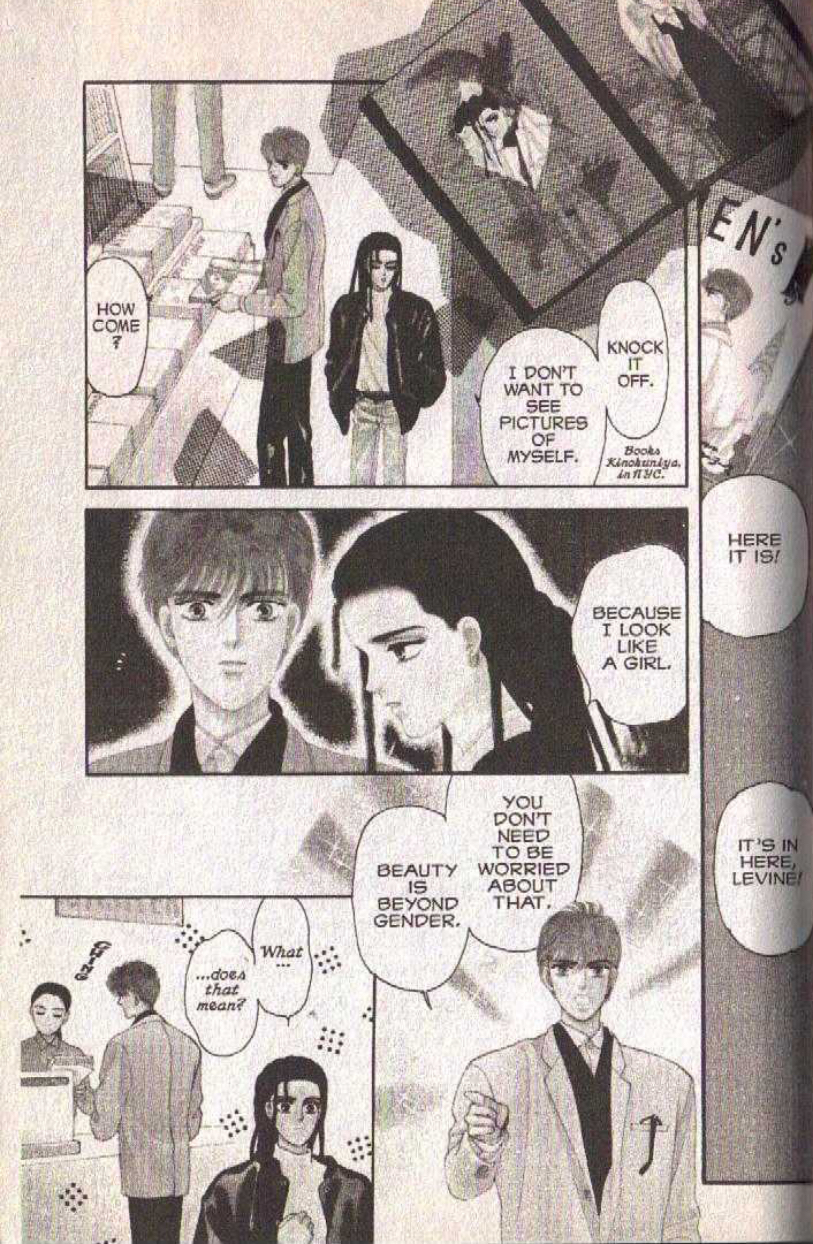 EN's
HERE
IT IS!
IT'S IN
HERE,
LEVINE!
KNOCK
IT
OFF.
I DON'T
WANT TO
SEE
PICTURES
OF
MYSELF.
Books
Kinokuniya,
in NYC.
HOW
COME
?
BECAUSE
I LOOK
LIKE
A GIRL.
...
YOU
DON'T
NEED
TO BE
WORRIED
ABOUT
THAT.
BEAUTY
IS
BEYOND
GENDER.
What
...
...does
that
mean?
CHING